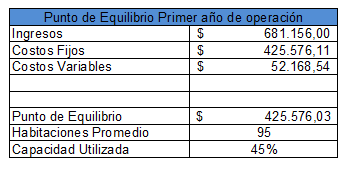 Punto de Equilibrio Primer año de operación
Ingresos $ 681.156,00
Costos Fijos $ 425.576,11
Costos Variables $ 52.168,54
Punto de Equilibrio $ 425.576,03
Habitaciones Promedio 95
Capacidad Utilizada 45%